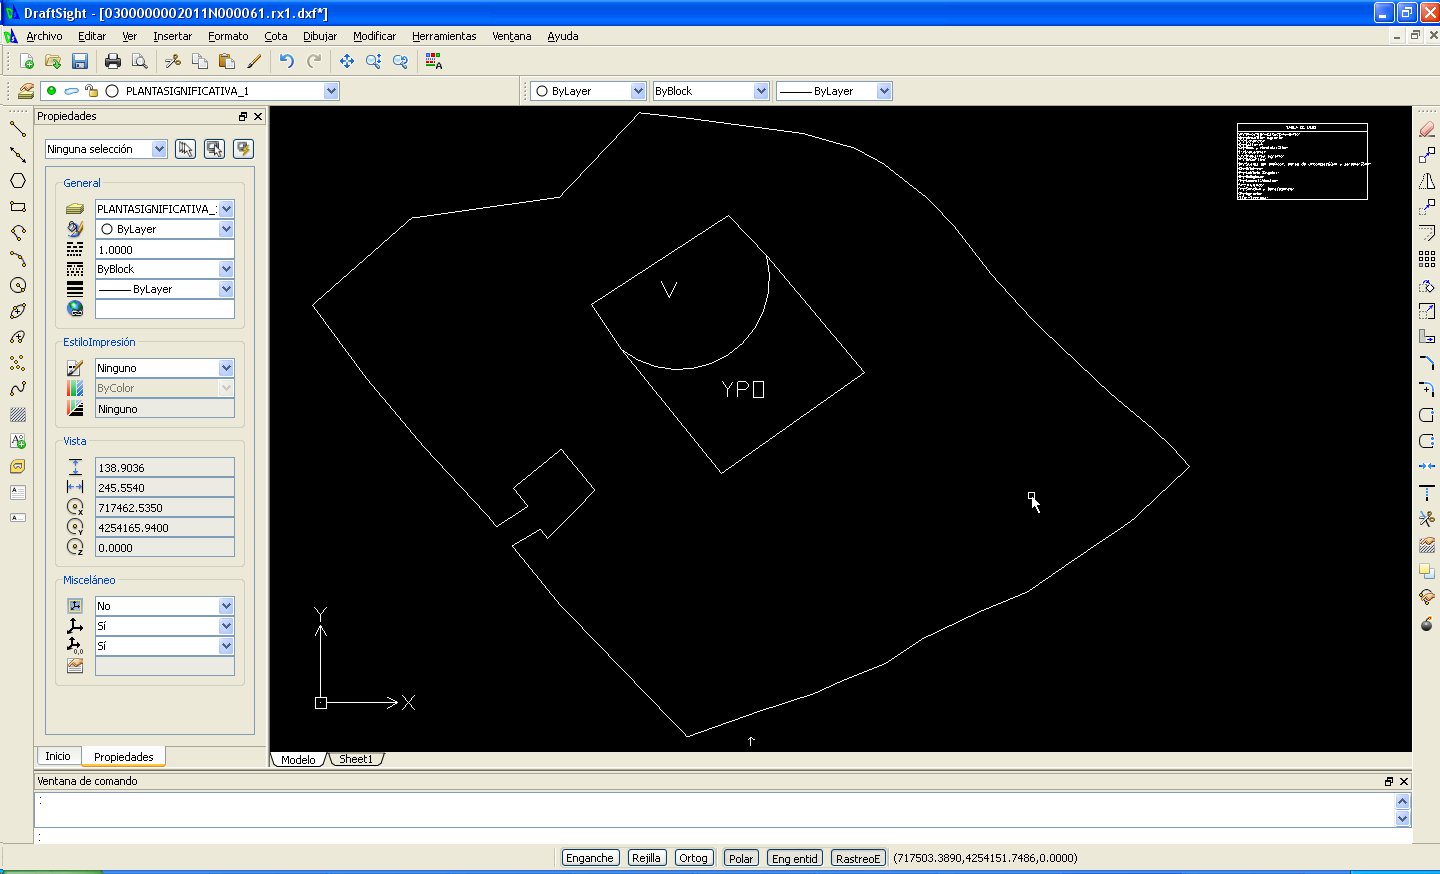 DraftSight - [0300000002011N000061.rx1.dxf*]
Archivo Editar Ver Insertar Formato Cota Dibujar Modificar Herramientas Ventana Ayuda
PLANTASIGNIFICATIVA_1 ByLayer ByBlock ByLayer
Propiedades
Ninguna selección
General
PLANTASIGNIFICATIVA_
ByLayer
1.0000
ByBlock
ByLayer
EstiloImpresión
Ninguno
ByColor
Ninguno
Vista
138.9036
245.5540
717462.5350
4254165.9400
0.0000
Misceláneo
No
Sí
Sí
Inicio Propiedades
V
YP
Y
X
Modelo Sheet1
Ventana de comando
:
:
Enganche Rejilla Ortog Polar Eng entid RastreoE (717503.3890,4254151.7486,0.0000)